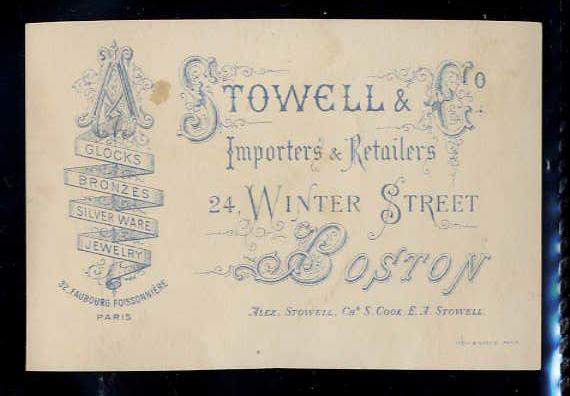 A
CLOCKS
BRONZES
SILVER WARE
JEWELRY
32, FAUBOURG POISSONNIÈRE
PARIS
STOWELL & Co.
Importers & Retailers
24, WINTER STREET
BOSTON
ALEX. STOWELL, Chs S. COOK, E.A. STOWELL.